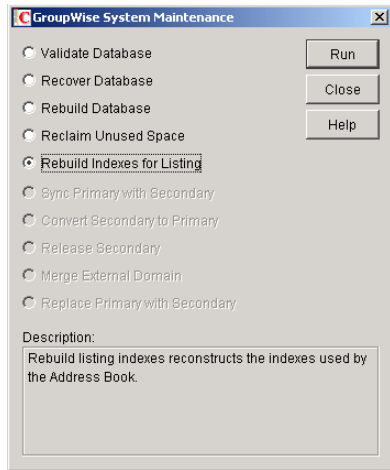 GroupWise System Maintenance
Validate Database
Run
Recover Database
Close
Rebuild Database
Help
Reclaim Unused Space
Rebuild Indexes for Listing
Sync Primary with Secondary
Convert Secondary to Primary
Release Secondary
Merge External Domain
Replace Primary with Secondary
Description:
Rebuild listing indexes reconstructs the indexes used by
the Address Book.